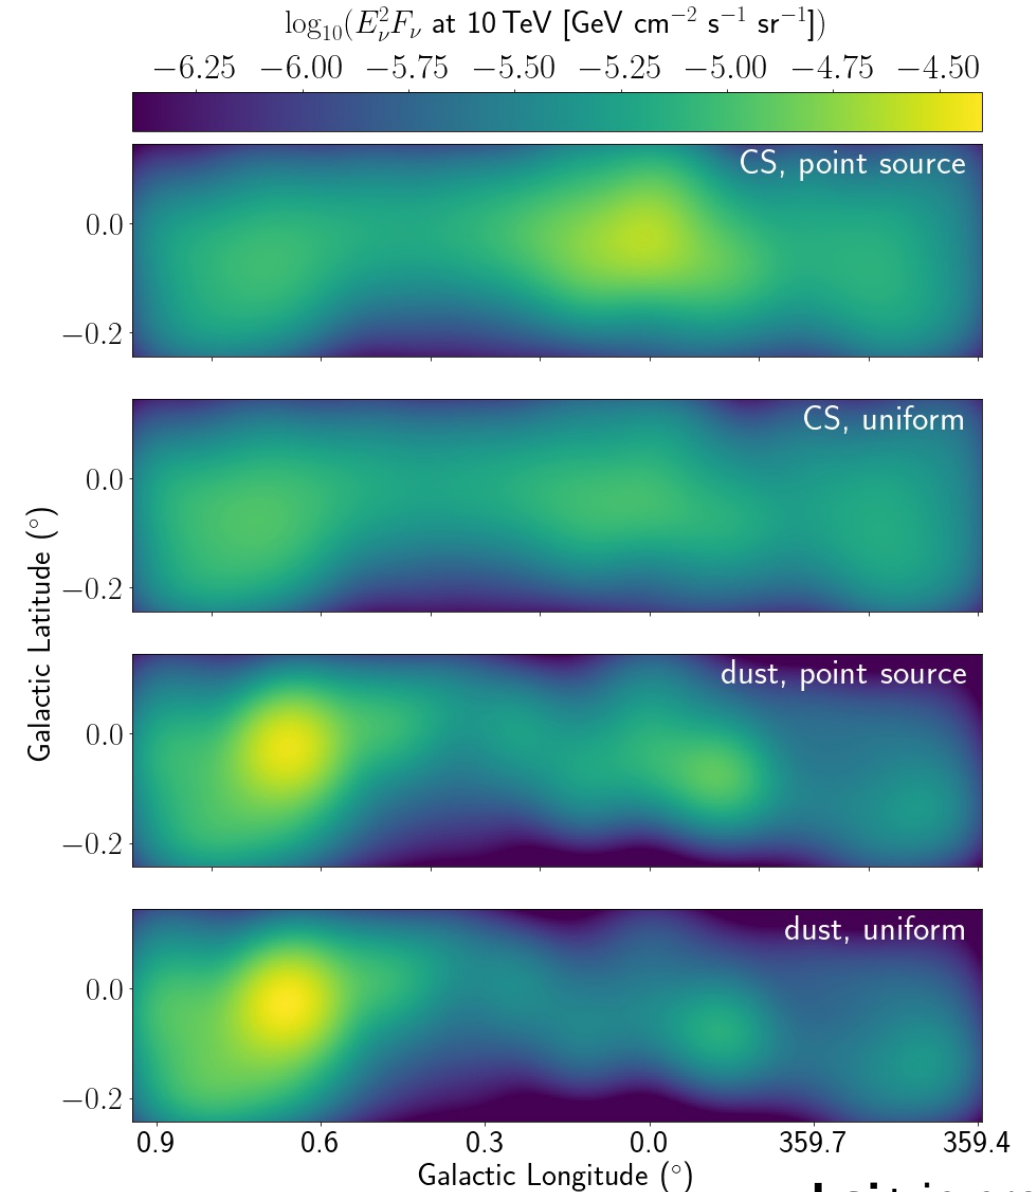 log₁₀(E²ᵥFᵥ at 10 TeV [GeV cm⁻² s⁻¹ sr⁻¹])
−6.25 −6.00 −5.75 −5.50 −5.25 −5.00 −4.75 −4.50
CS, point source
0.0
−0.2
CS, uniform
0.0
−0.2
dust, point source
0.0
−0.2
dust, uniform
0.0
−0.2
Galactic Latitude (°)
0.9 0.6 0.3 0.0 359.7 359.4
Galactic Longitude (°)